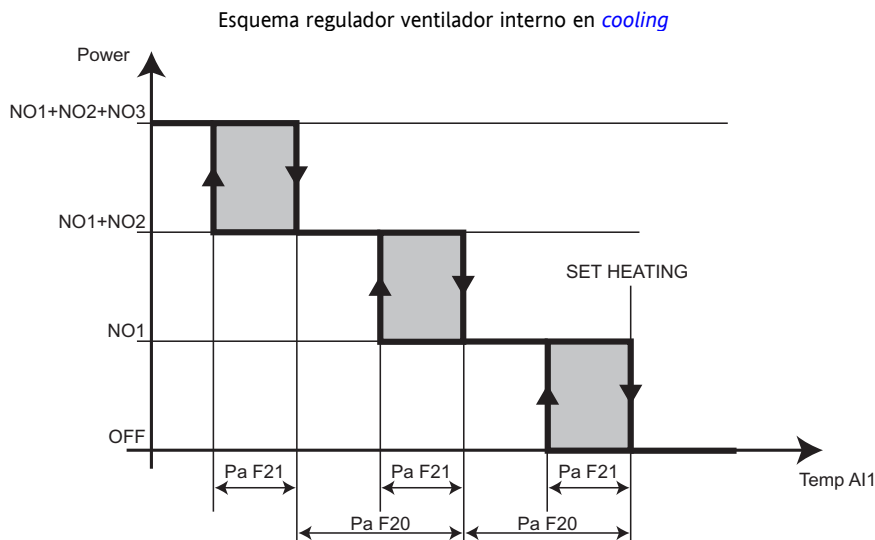 Esquema regulador ventilador interno en cooling
Power
NO1+NO2+NO3
NO1+NO2
SET HEATING
NO1
OFF
Pa F21
Pa F21
Pa F21
Temp AI1
Pa F20
Pa F20